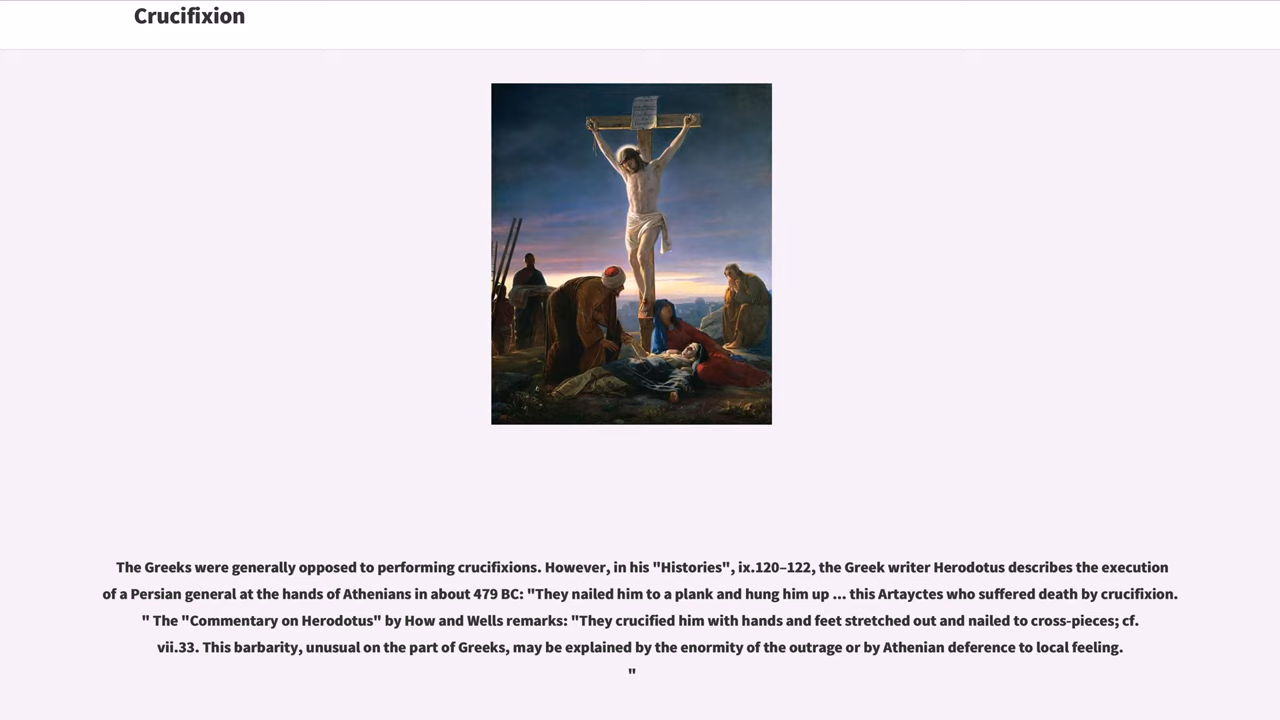 Crucifixion
The Greeks were generally opposed to performing crucifixions. However, in his "Histories", ix.120–122, the Greek writer Herodotus describes the execution
of a Persian general at the hands of Athenians in about 479 BC: "They nailed him to a plank and hung him up ... this Artayctes who suffered death by crucifixion.
" The "Commentary on Herodotus" by How and Wells remarks: "They crucified him with hands and feet stretched out and nailed to cross-pieces; cf.
vii.33. This barbarity, unusual on the part of Greeks, may be explained by the enormity of the outrage or by Athenian deference to local feeling.
"